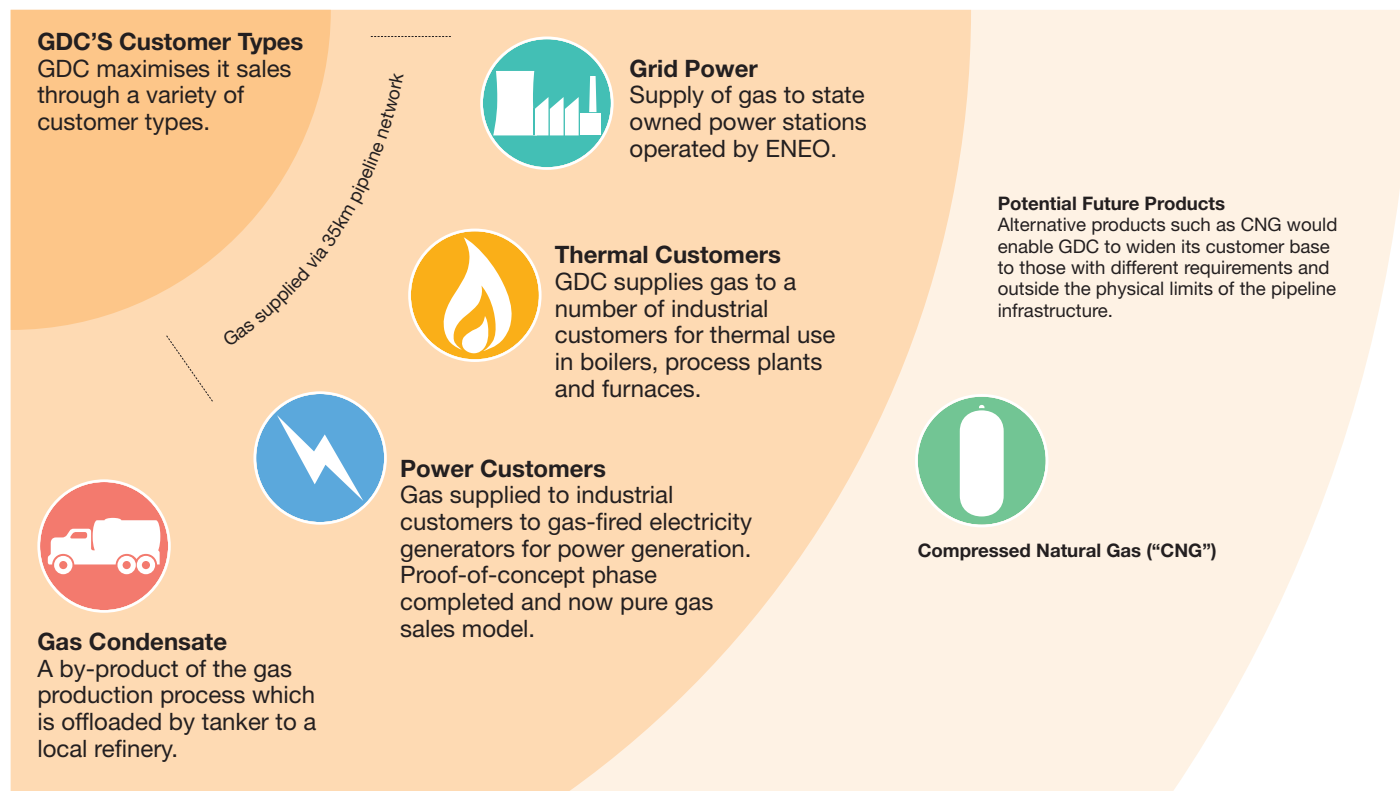 GDC'S Customer Types
GDC maximises it sales
through a variety of
customer types.
Gas supplied via 35km pipeline network
Grid Power
Supply of gas to state
owned power stations
operated by ENEO.
Thermal Customers
GDC supplies gas to a
number of industrial
customers for thermal use
in boilers, process plants
and furnaces.
Power Customers
Gas supplied to industrial
customers to gas-fired electricity
generators for power generation.
Proof-of-concept phase
completed and now pure gas
sales model.
Gas Condensate
A by-product of the gas
production process which
is offloaded by tanker to a
local refinery.
Potential Future Products
Alternative products such as CNG would
enable GDC to widen its customer base
to those with different requirements and
outside the physical limits of the pipeline
infrastructure.
Compressed Natural Gas (“CNG”)